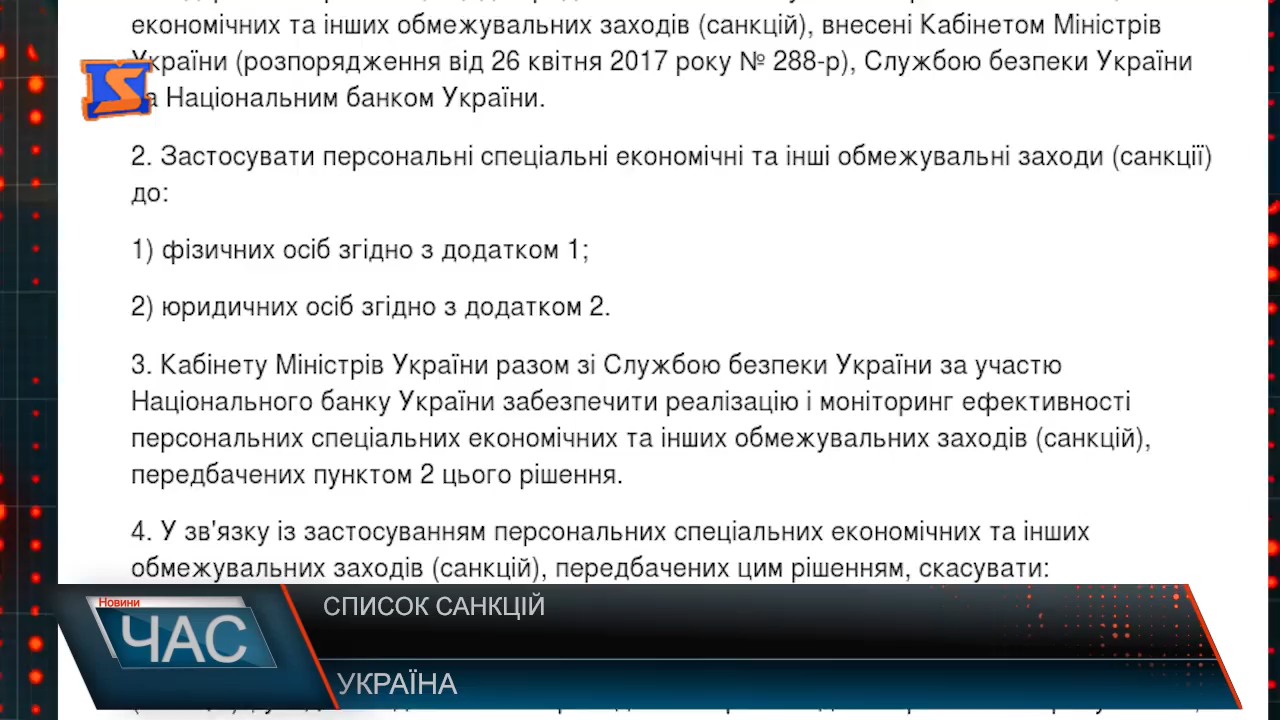 економічних та інших обмежувальних заходів (санкцій), внесені Кабінетом Міністрів
України (розпорядження від 26 квітня 2017 року № 288-р), Службою безпеки України
та Національним банком України.
2. Застосувати персональні спеціальні економічні та інші обмежувальні заходи (санкції)
до:
1) фізичних осіб згідно з додатком 1;
2) юридичних осіб згідно з додатком 2.
3. Кабінету Міністрів України разом зі Службою безпеки України за участю
Національного банку України забезпечити реалізацію і моніторинг ефективності
персональних спеціальних економічних та інших обмежувальних заходів (санкцій),
передбачених пунктом 2 цього рішення.
4. У зв'язку із застосуванням персональних спеціальних економічних та інших
обмежувальних заходів (санкцій), передбачених цим рішенням, скасувати:
Новини
ЧАС
СПИСОК САНКЦІЙ
УКРАЇНА